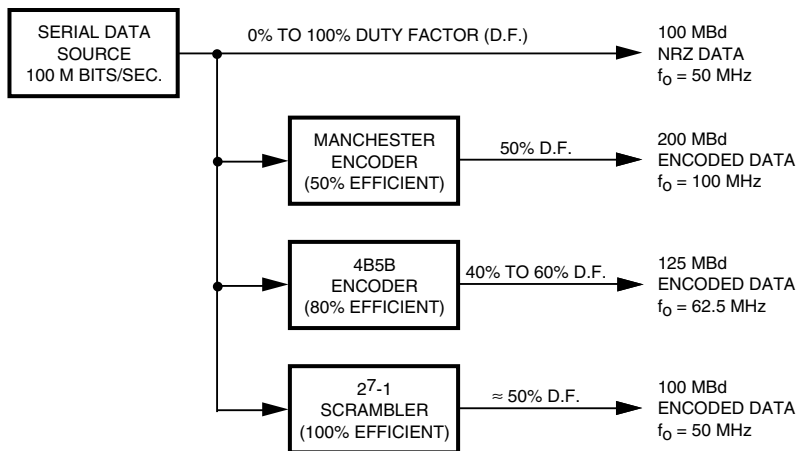 SERIAL DATA
SOURCE
100 M BITS/SEC.
0% TO 100% DUTY FACTOR (D.F.)
100 MBd
NRZ DATA
fO = 50 MHz
MANCHESTER
ENCODER
(50% EFFICIENT)
50% D.F.
200 MBd
ENCODED DATA
fO = 100 MHz
4B5B
ENCODER
(80% EFFICIENT)
40% TO 60% D.F.
125 MBd
ENCODED DATA
fO = 62.5 MHz
2⁷-1
SCRAMBLER
(100% EFFICIENT)
≈ 50% D.F.
100 MBd
ENCODED DATA
fO = 50 MHz